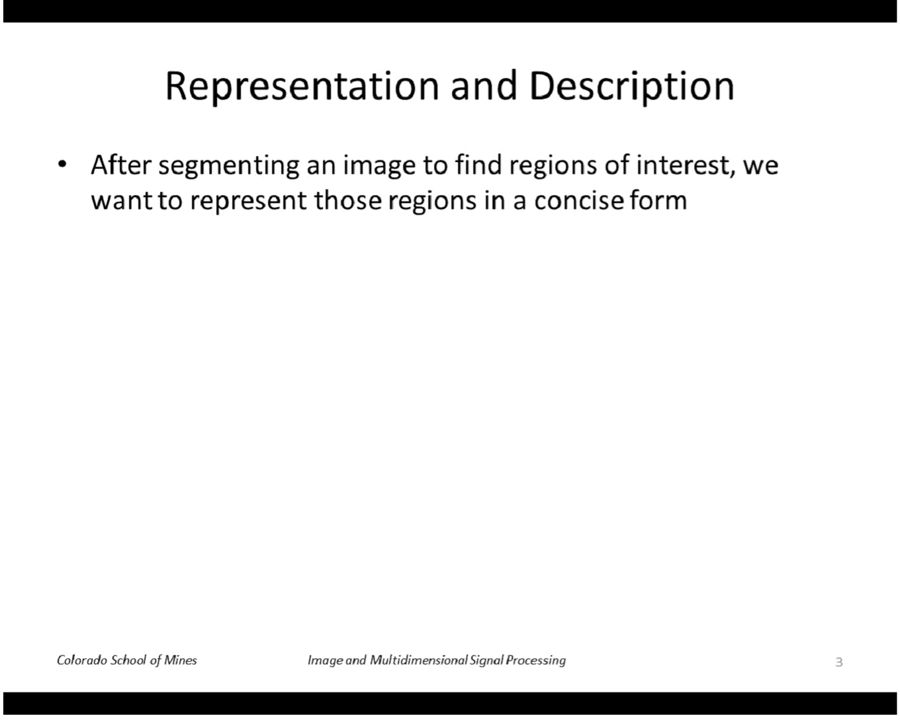 Representation and Description
• After segmenting an image to find regions of interest, we
want to represent those regions in a concise form
Colorado School of Mines
Image and Multidimensional Signal Processing
3